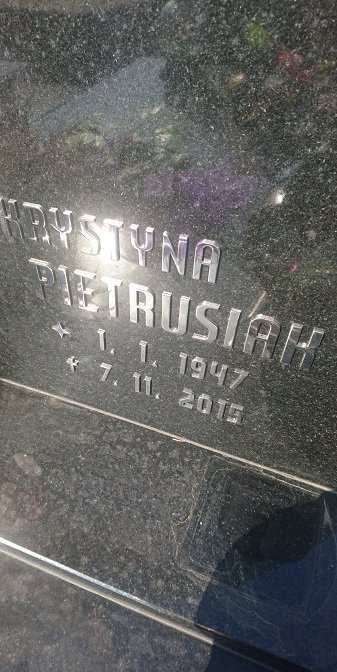 KRYSTYNA
PIETRUSIAK
1. 1. 1947
7. 11. 2015